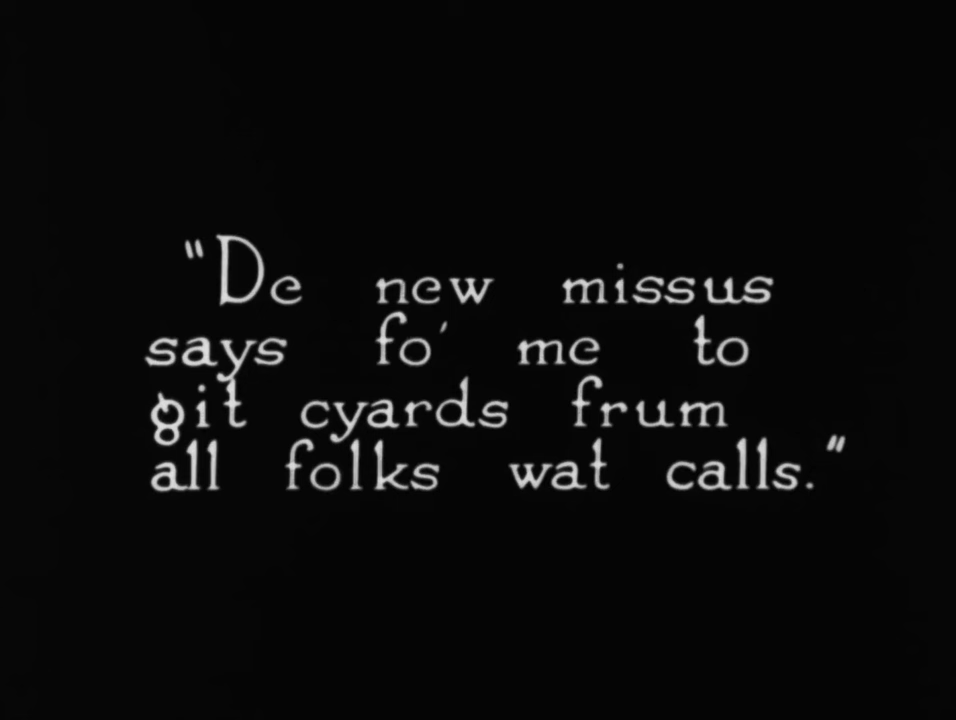 "De new missus
says fo' me to
git cyards frum
all folks wat calls."